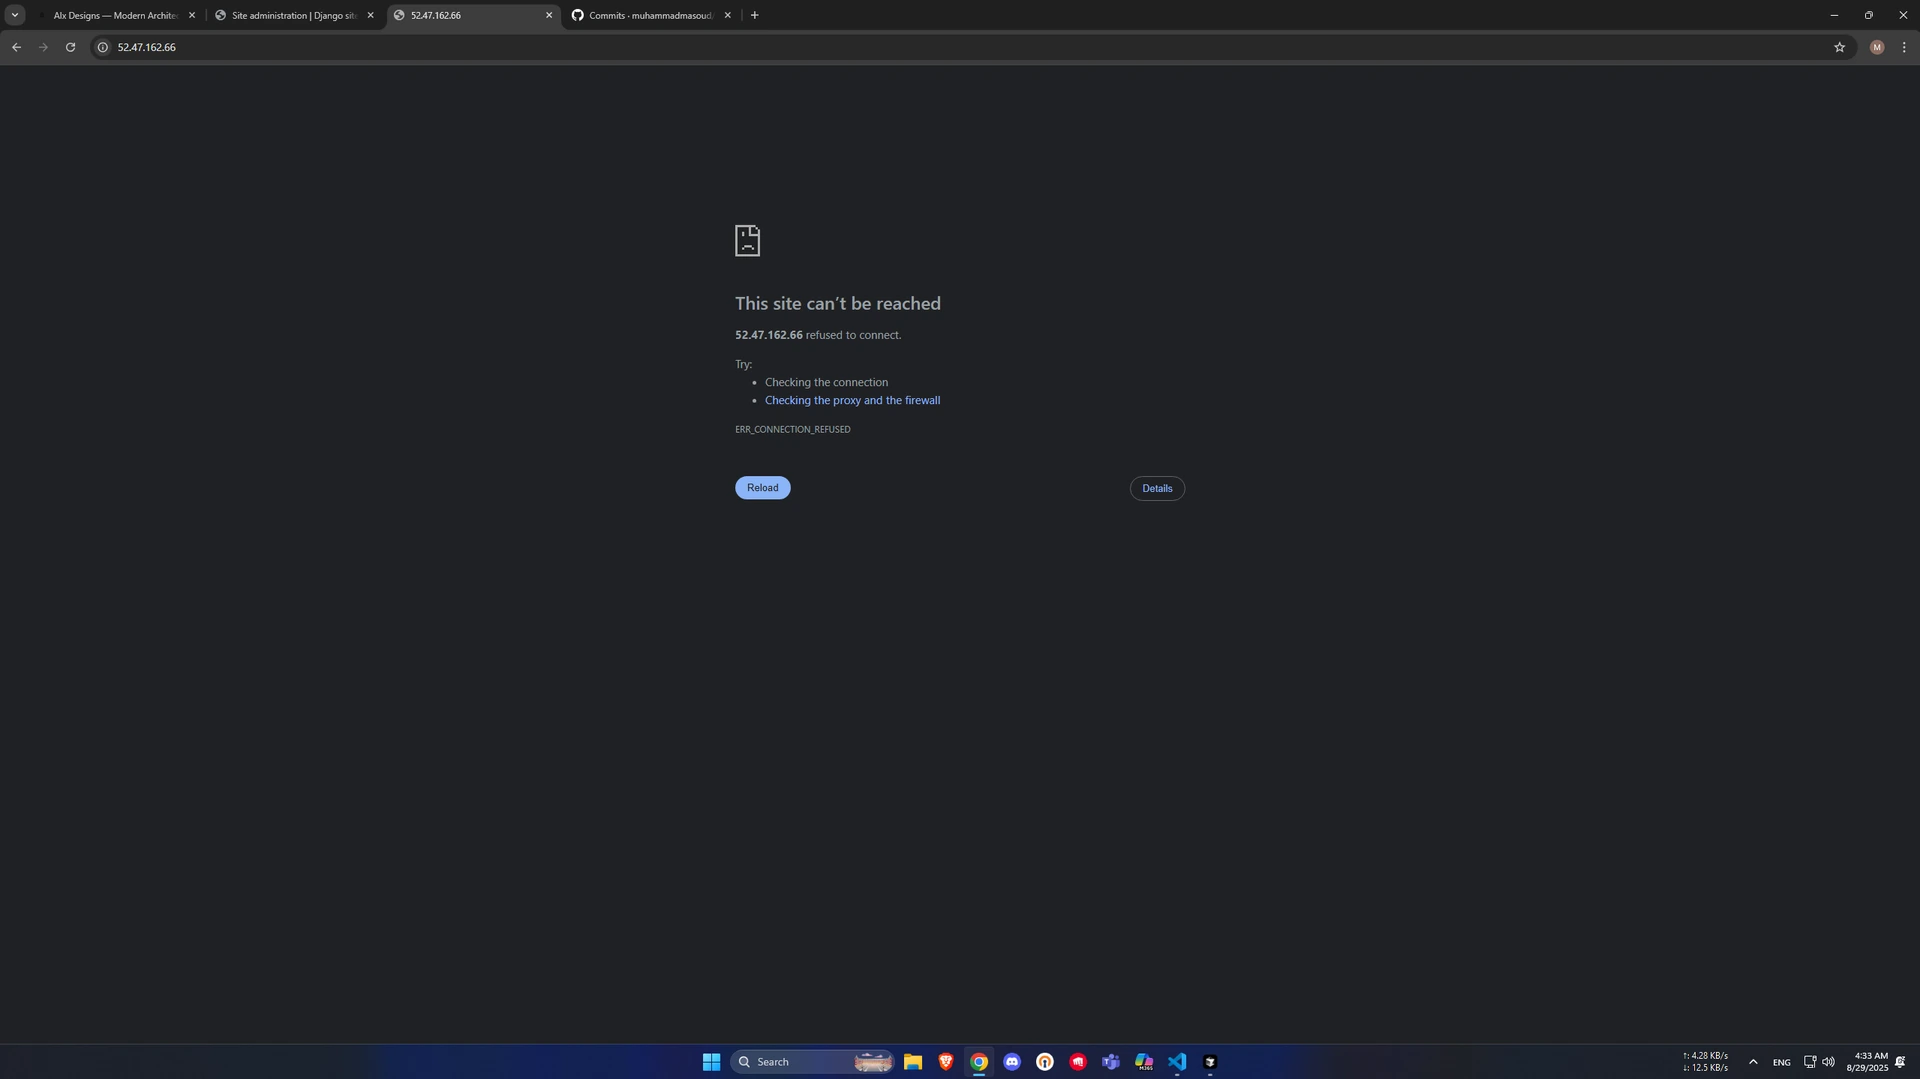 Alx Designs — Modern Archite
Site administration | Django sit
52.47.162.66
Commits · muhammadmasoud
52.47.162.66
M
This site can’t be reached
52.47.162.66 refused to connect.
Try:
• Checking the connection
• Checking the proxy and the firewall
ERR_CONNECTION_REFUSED
Reload
Details
Search
M365
↑: 4.28 KB/s
↓: 12.5 KB/s
ENG
4:33 AM
8/29/2025